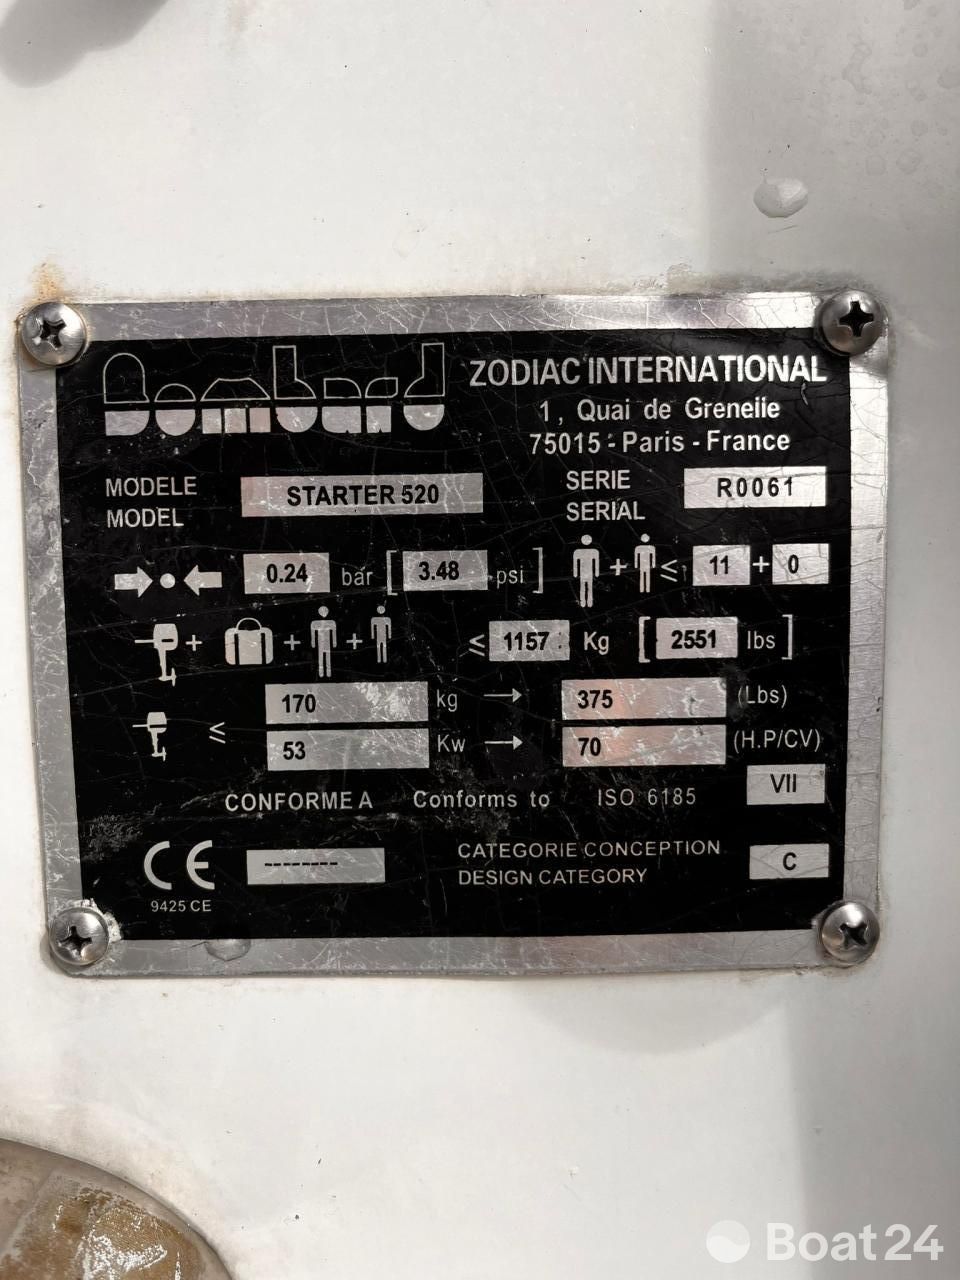 Bombard
ZODIAC INTERNATIONAL
1, Quai de Grenelle
75015 - Paris - France
MODELE
MODEL
STARTER 520
SERIE
SERIAL
R0061
0.24 bar [ 3.48 psi ]
+ ≤ 11 + 0
+ + + ≤ 1157 Kg [ 2551 lbs ]
≤ 170 kg → 375 (Lbs)
53 Kw → 70 (H.P/CV)
CONFORME A Conforms to ISO 6185 VII
CE --------
9425 CE
CATEGORIE CONCEPTION
DESIGN CATEGORY
C
Boat24